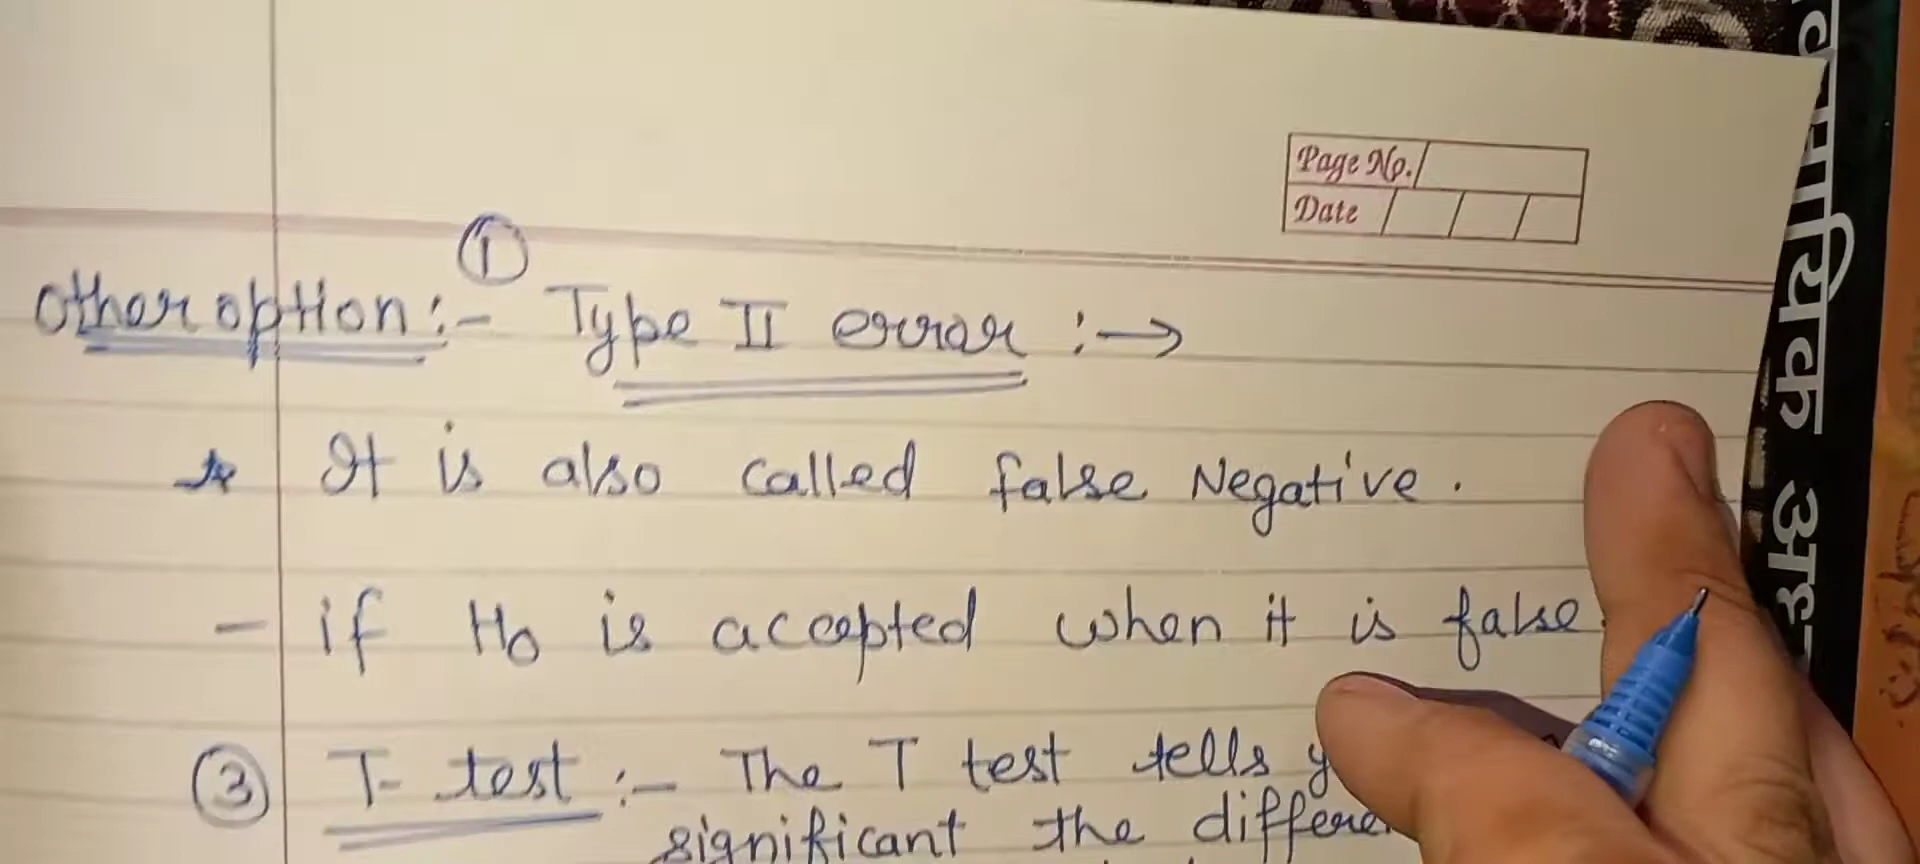 Page No.
Date
①
Other option :- Type II error :→
It is also called false Negative.
- if H0 is accepted when it is false.
③ T- test :- The T test tells
significant the